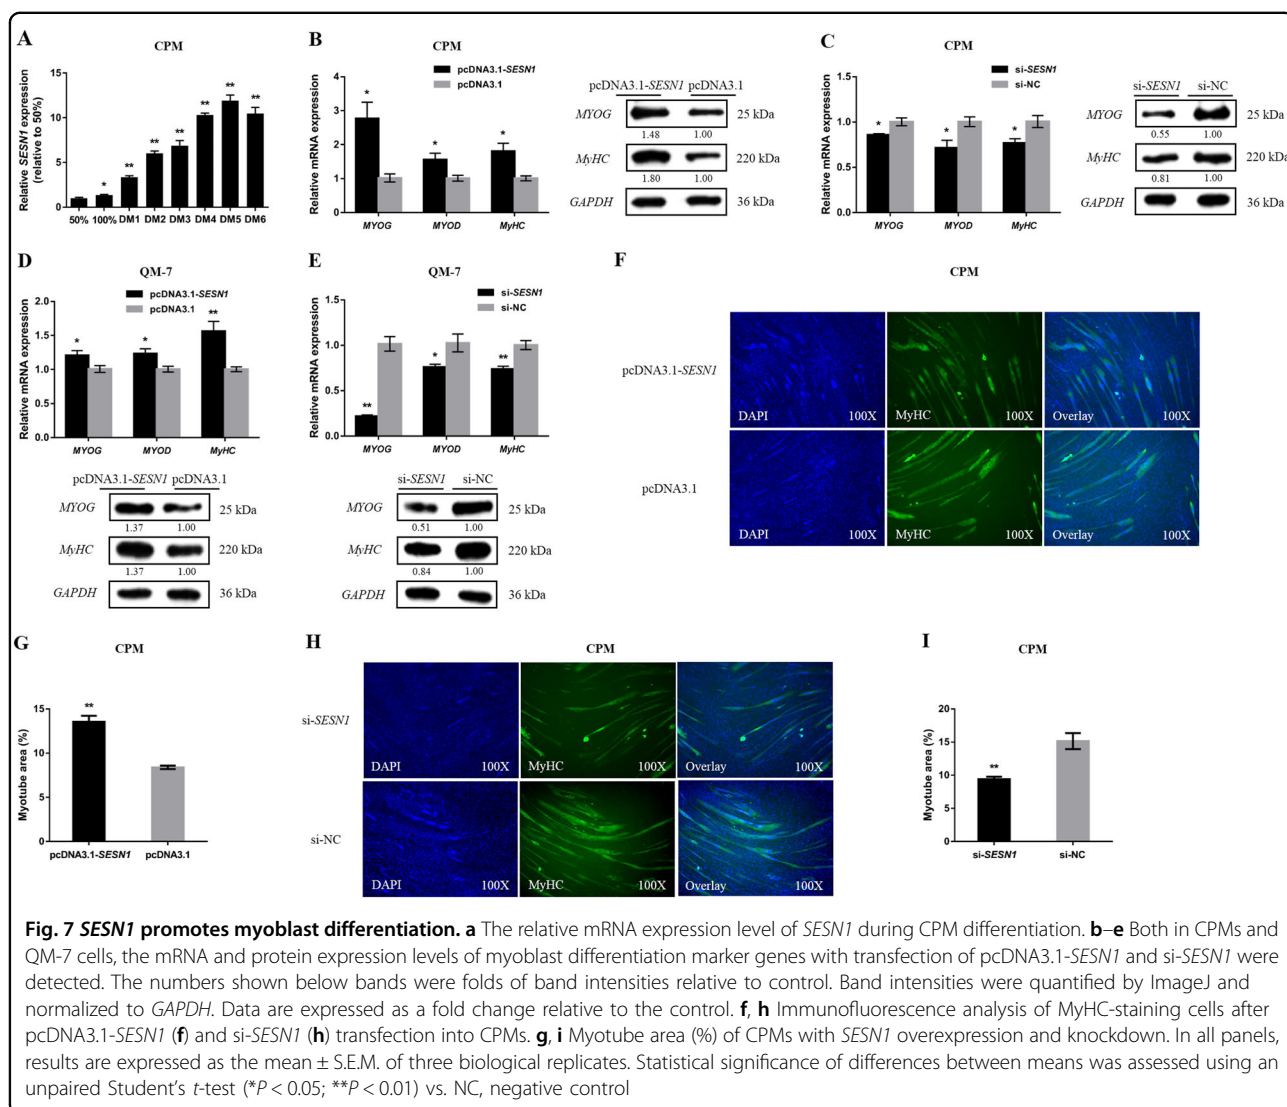 A
CPM
Relative SESN1 expression
(relative to 50%)
15
10
5
0
*
**
**
**
**
**
**
50% 100% DM1 DM2 DM3 DM4 DM5 DM6
B
CPM
pcDNA3.1-SESN1
pcDNA3.1
Relative mRNA expression
4
3
2
1
0
*
*
*
MYOG MYOD MyHC
pcDNA3.1-SESN1 pcDNA3.1
MYOG 25 kDa
1.48 1.00
MyHC 220 kDa
1.80 1.00
GAPDH 36 kDa
C
CPM
si-SESN1
si-NC
Relative mRNA expression
1.5
1.0
0.5
0.0
*
*
*
MYOG MYOD MyHC
si-SESN1 si-NC
MYOG 25 kDa
0.55 1.00
MyHC 220 kDa
0.81 1.00
GAPDH 36 kDa
D
QM-7
pcDNA3.1-SESN1
pcDNA3.1
Relative mRNA expression
2.0
1.5
1.0
0.5
0.0
*
*
**
MYOG MYOD MyHC
pcDNA3.1-SESN1 pcDNA3.1
MYOG 25 kDa
1.37 1.00
MyHC 220 kDa
1.37 1.00
GAPDH 36 kDa
E
QM-7
si-SESN1
si-NC
Relative mRNA expression
1.5
1.0
0.5
0.0
**
*
**
MYOG MYOD MyHC
si-SESN1 si-NC
MYOG 25 kDa
0.51 1.00
MyHC 220 kDa
0.84 1.00
GAPDH 36 kDa
F
CPM
pcDNA3.1-SESN1
DAPI 100X MyHC 100X Overlay 100X
pcDNA3.1
DAPI 100X MyHC 100X Overlay 100X
G
CPM
Myotube area (%)
15
10
5
0
**
pcDNA3.1-SESN1 pcDNA3.1
H
CPM
si-SESN1
DAPI 100X MyHC 100X Overlay 100X
si-NC
DAPI 100X MyHC 100X Overlay 100X
I
CPM
Myotube area (%)
20
15
10
5
0
**
si-SESN1 si-NC
Fig. 7 SESN1 promotes myoblast differentiation. a The relative mRNA expression level of SESN1 during CPM differentiation. b–e Both in CPMs and
QM-7 cells, the mRNA and protein expression levels of myoblast differentiation marker genes with transfection of pcDNA3.1-SESN1 and si-SESN1 were
detected. The numbers shown below bands were folds of band intensities relative to control. Band intensities were quantified by ImageJ and
normalized to GAPDH. Data are expressed as a fold change relative to the control. f, h Immunofluorescence analysis of MyHC-staining cells after
pcDNA3.1-SESN1 (f) and si-SESN1 (h) transfection into CPMs. g, i Myotube area (%) of CPMs with SESN1 overexpression and knockdown. In all panels,
results are expressed as the mean ± S.E.M. of three biological replicates. Statistical significance of differences between means was assessed using an
unpaired Student's t-test (*P < 0.05; **P < 0.01) vs. NC, negative control